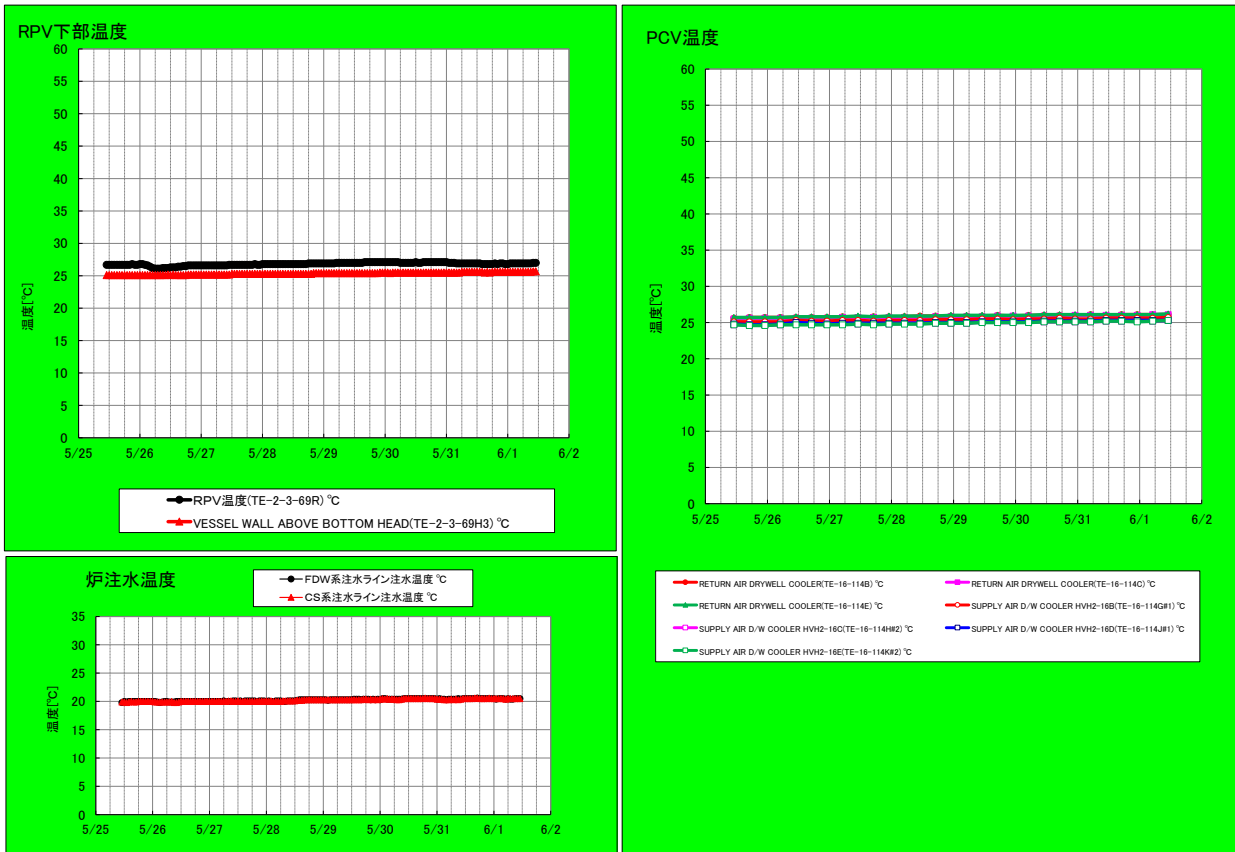 RPV下部温度
60
55
50
45
40
35
30
25
20
15
10
5
0
温度[℃]
5/25 5/26 5/27 5/28 5/29 5/30 5/31 6/1 6/2
RPV温度(TE-2-3-69R) ℃
VESSEL WALL ABOVE BOTTOM HEAD(TE-2-3-69H3) ℃
炉注水温度
FDW系注水ライン注水温度 ℃
CS系注水ライン注水温度 ℃
35
30
25
20
15
10
5
0
温度[℃]
5/25 5/26 5/27 5/28 5/29 5/30 5/31 6/1 6/2
PCV温度
60
55
50
45
40
35
30
25
20
15
10
5
0
温度[℃]
5/25 5/26 5/27 5/28 5/29 5/30 5/31 6/1 6/2
RETURN AIR DRYWELL COOLER(TE-16-114B) ℃ RETURN AIR DRYWELL COOLER(TE-16-114C) ℃
RETURN AIR DRYWELL COOLER(TE-16-114E) ℃ SUPPLY AIR D/W COOLER HVH2-16B(TE-16-114G#1) ℃
SUPPLY AIR D/W COOLER HVH2-16C(TE-16-114H#2) ℃ SUPPLY AIR D/W COOLER HVH2-16D(TE-16-114J#1) ℃
SUPPLY AIR D/W COOLER HVH2-16E(TE-16-114K#2) ℃